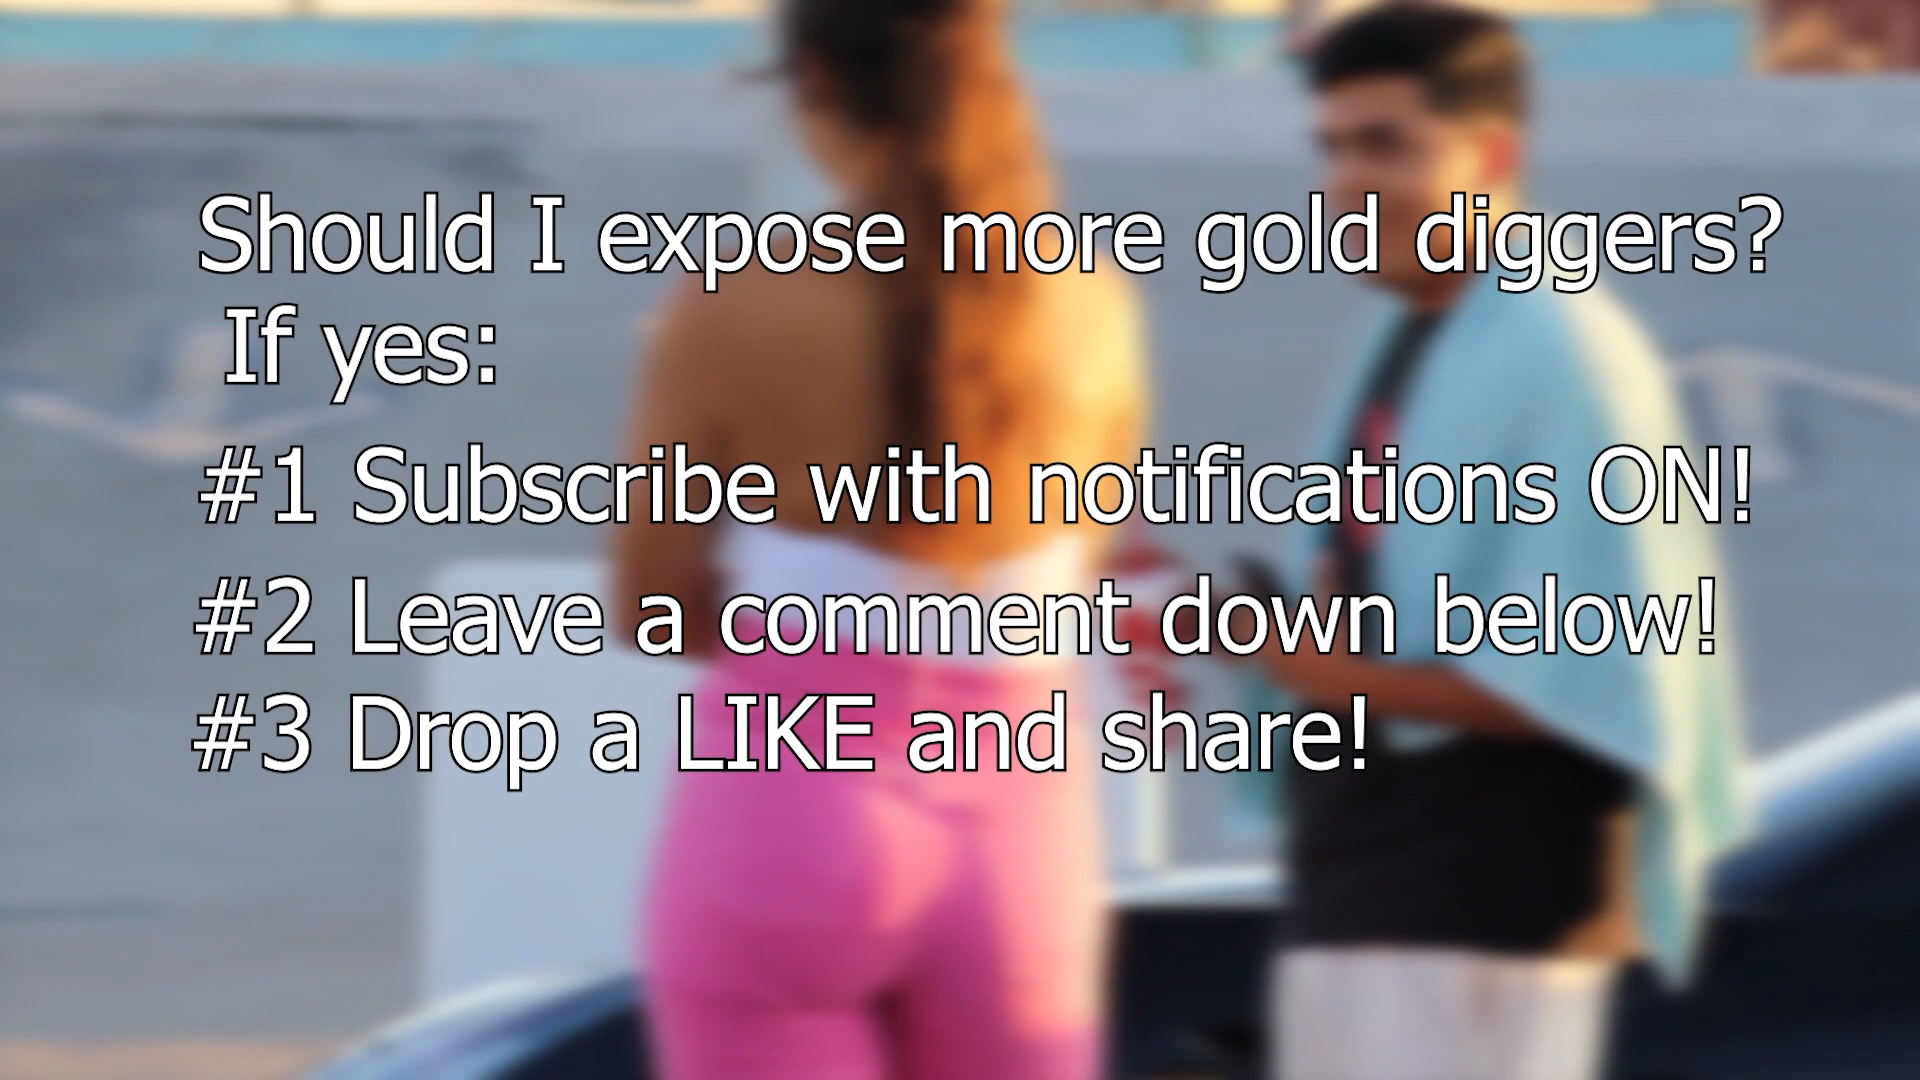 Should I expose more gold diggers?
If yes:
#1 Subscribe with notifications ON!
#2 Leave a comment down below!
#3 Drop a LIKE and share!